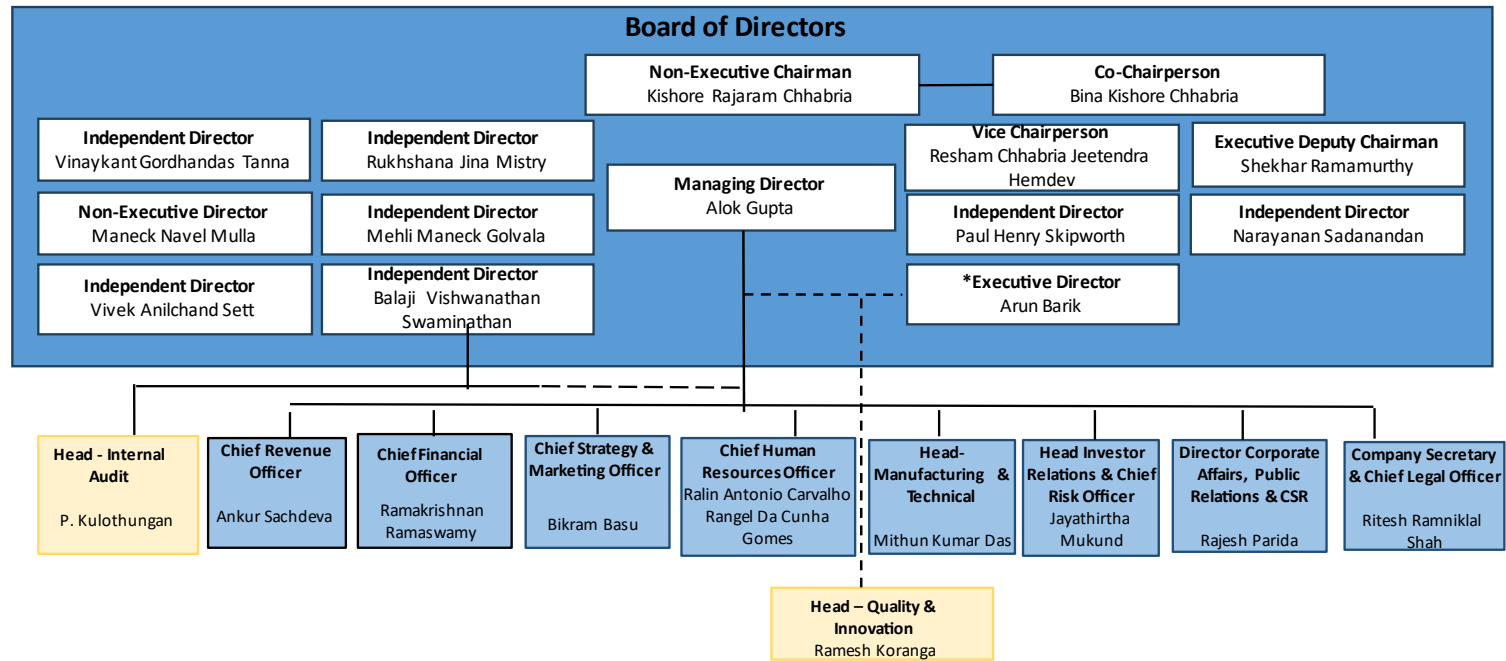 Board of Directors
Non-Executive Chairman
Kishore Rajaram Chhabria
Co-Chairperson
Bina Kishore Chhabria
Independent Director
Vinaykant Gordhandas Tanna
Independent Director
Rukhshana Jina Mistry
Managing Director
Alok Gupta
Vice Chairperson
Resham Chhabria Jeetendra
Hemdev
Executive Deputy Chairman
Shekhar Ramamurthy
Non-Executive Director
Maneck Navel Mulla
Independent Director
Mehli Maneck Golvala
Independent Director
Paul Henry Skipworth
Independent Director
Narayanan Sadanandan
Independent Director
Vivek Anilchand Sett
Independent Director
Balaji Vishwanathan
Swaminathan
*Executive Director
Arun Barik
Head - Internal
Audit
P. Kulothungan
Chief Revenue
Officer
Ankur Sachdeva
Chief Financial
Officer
Ramakrishnan
Ramaswamy
Chief Strategy &
Marketing Officer
Bikram Basu
Chief Human
Resources Officer
Ralin Antonio Carvalho
Rangel Da Cunha
Gomes
Head-
Manufacturing &
Technical
Mithun Kumar Das
Head Investor
Relations & Chief
Risk Officer
Jayathirtha
Mukund
Director Corporate
Affairs, Public
Relations & CSR
Rajesh Parida
Company Secretary
& Chief Legal Officer
Ritesh Ramniklal
Shah
Head – Quality &
Innovation
Ramesh Koranga